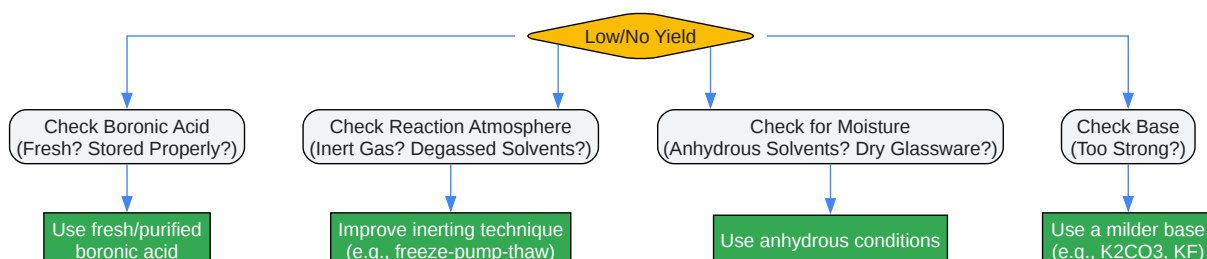 Low/No Yield
Check Boronic Acid
(Fresh? Stored Properly?)
Check Reaction Atmosphere
(Inert Gas? Degassed Solvents?)
Check for Moisture
(Anhydrous Solvents? Dry Glassware?)
Check Base
(Too Strong?)
Use fresh/purified
boronic acid
Improve inerting technique
(e.g., freeze-pump-thaw)
Use anhydrous conditions
Use a milder base
(e.g., K2CO3, KF)